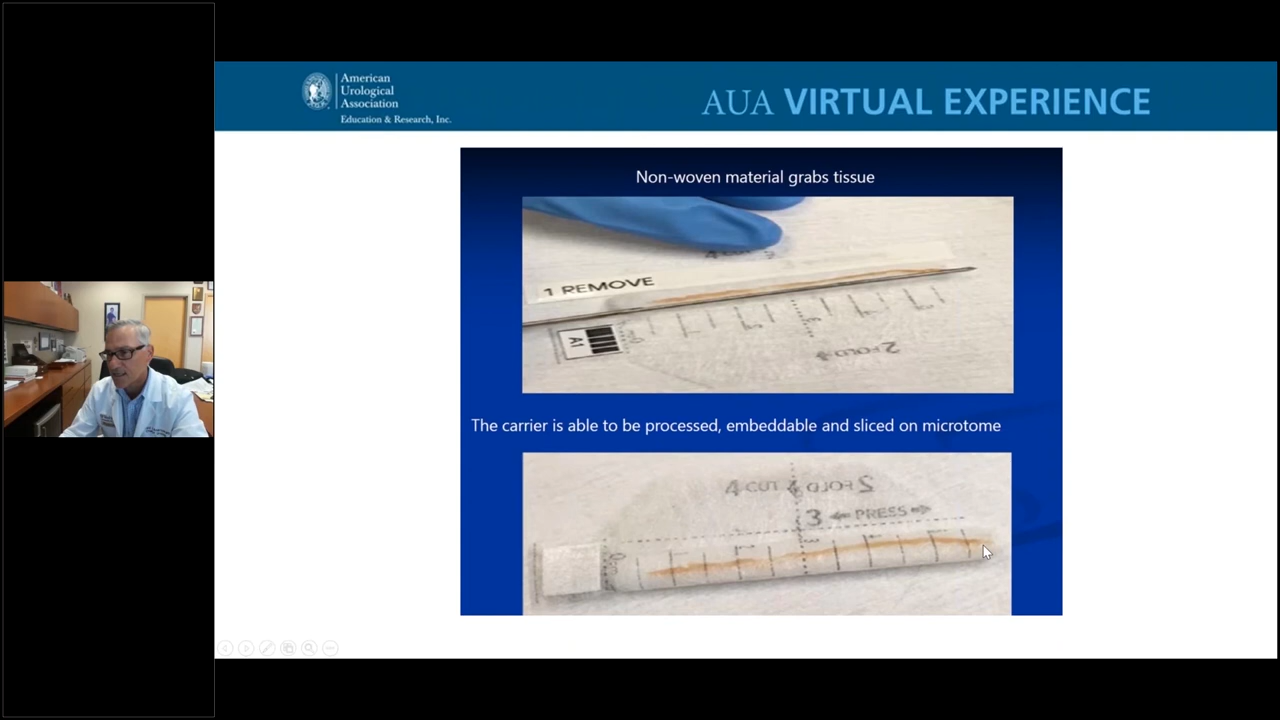 American
Urological
Association
Education & Research, Inc.
AUA VIRTUAL EXPERIENCE
Non-woven material grabs tissue
1 REMOVE
A1
2 FOLD
The carrier is able to be processed, embeddable and sliced on microtome
4 CUT 2 FOLD
3 PRESS